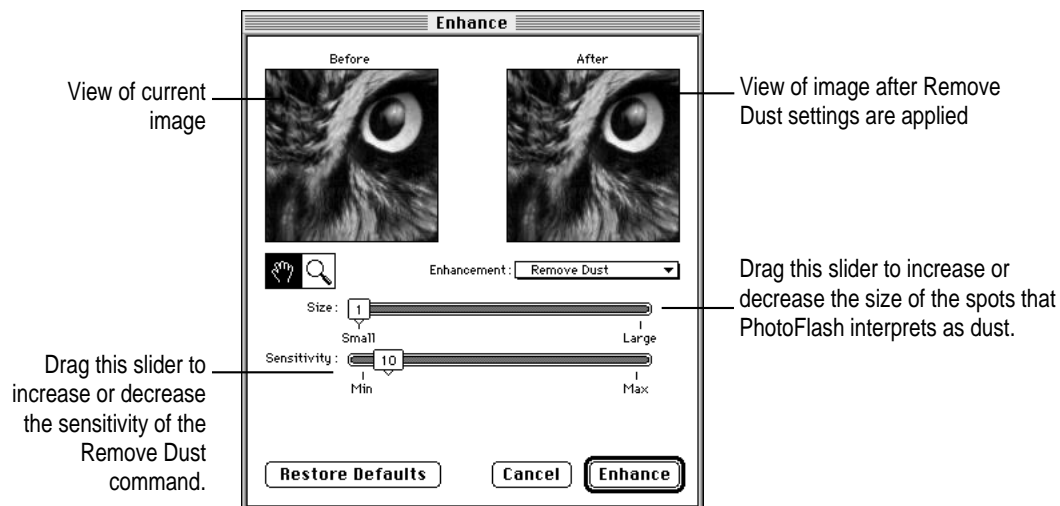 Enhance
Before
After
View of current
image
View of image after Remove
Dust settings are applied
Enhancement: Remove Dust
Size: 1
Small
Large
Drag this slider to increase or
decrease the size of the spots that
PhotoFlash interprets as dust.
Sensitivity: 10
Min
Max
Drag this slider to
increase or decrease
the sensitivity of the
Remove Dust
command.
Restore Defaults
Cancel
Enhance